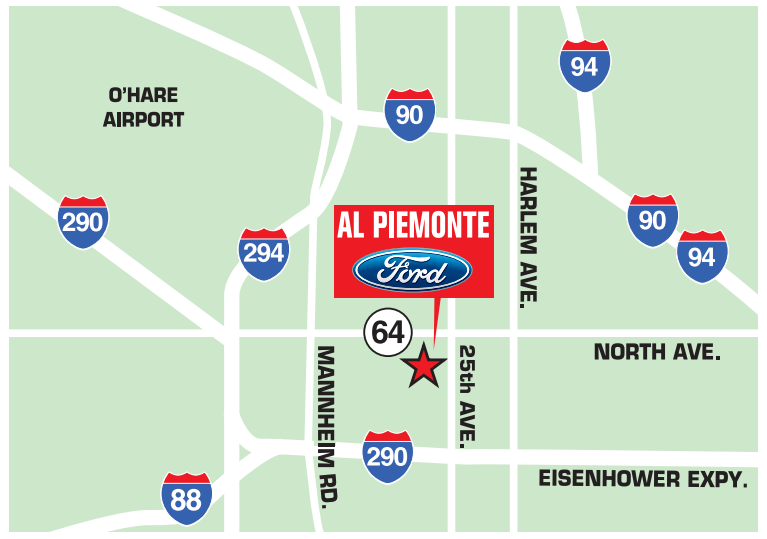 94
90
O'HARE
AIRPORT
HARLEM AVE.
290
90
AL PIEMONTE
Ford
294
94
64
NORTH AVE.
MANNHEIM RD.
25th AVE.
290
EISENHOWER EXPY.
88